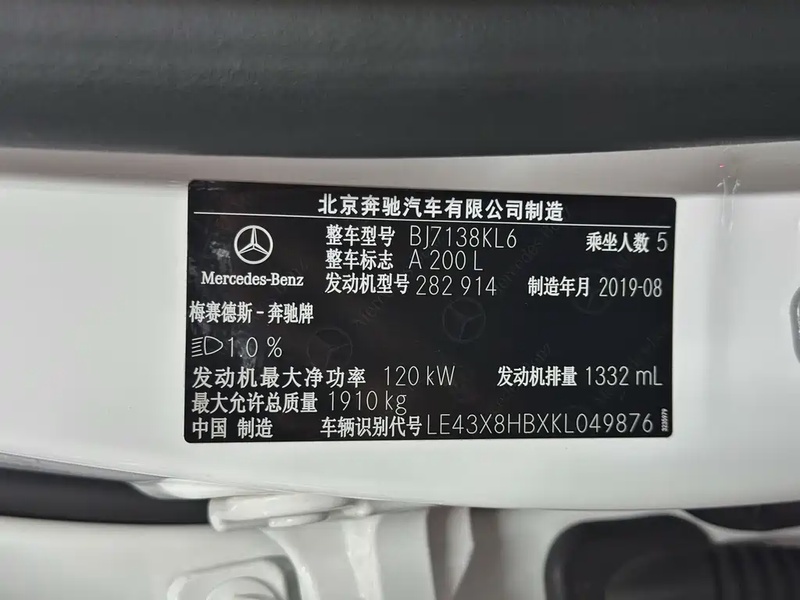 北京奔驰汽车有限公司制造
整车型号 BJ7138KL6 乘坐人数 5
整车标志 A 200 L
Mercedes-Benz
发动机型号 282 914 制造年月 2019-08
梅赛德斯-奔驰牌
1.0 %
发动机最大净功率 120 kW 发动机排量 1332 mL
最大允许总质量 1910 kg
中国 制造 车辆识别代号 LE43X8HBXKL049876